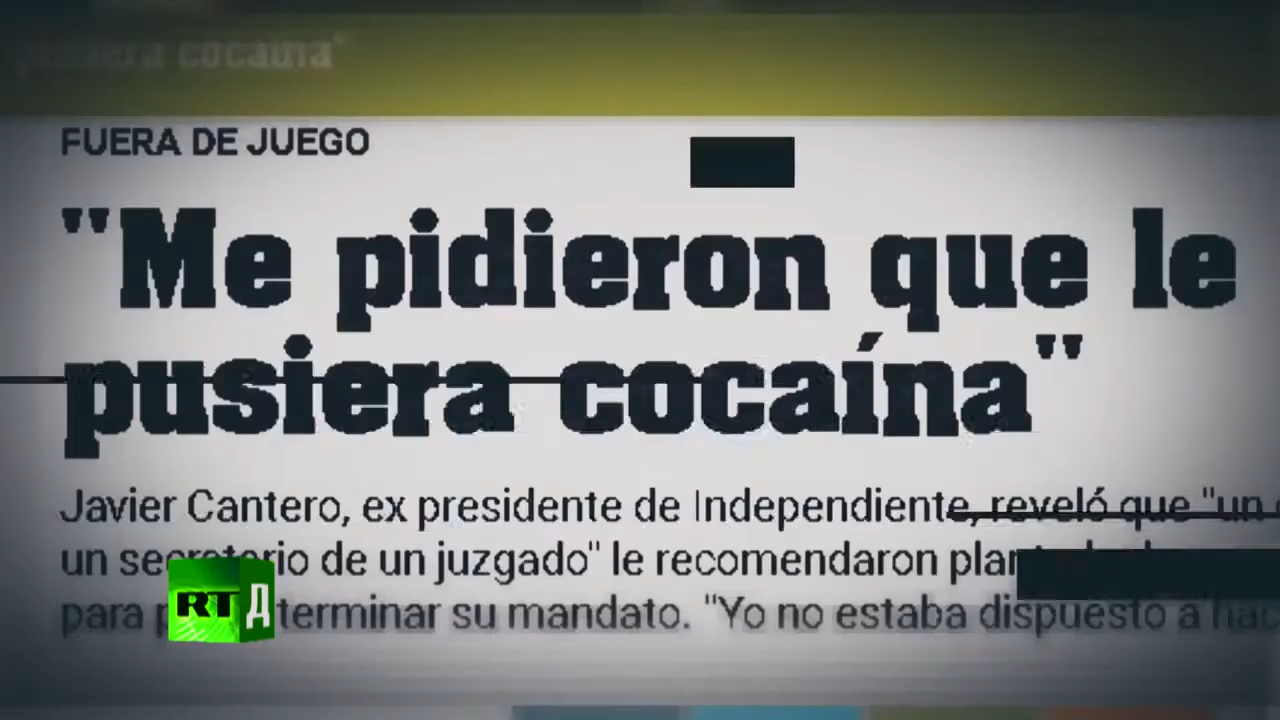 pusiera cocaína"
FUERA DE JUEGO
"Me pidieron que le
pusiera cocaína"
Javier Cantero, ex presidente de Independiente, reveló que "un
un secretario de un juzgado" le recomendaron
para terminar su mandato. "Yo no estaba dispuesto a
RT Д